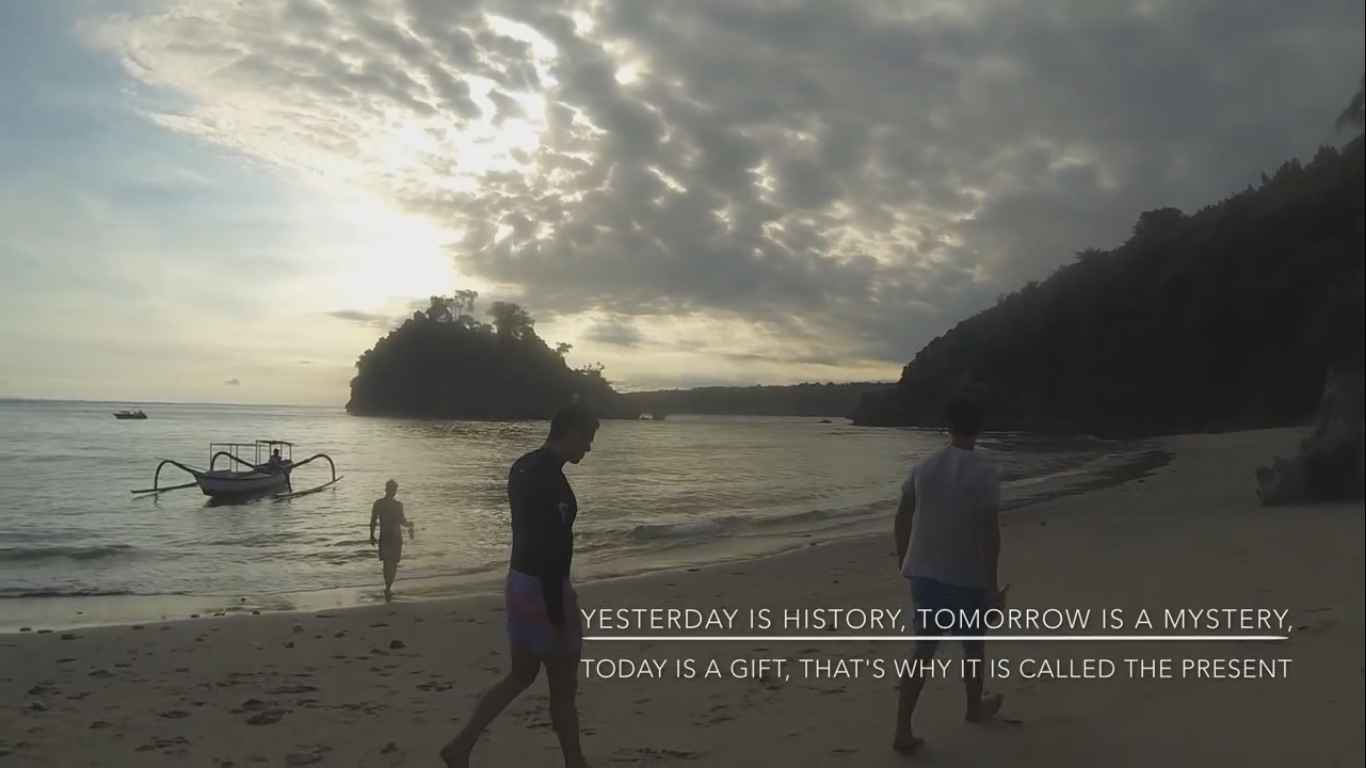 YESTERDAY IS HISTORY, TOMORROW IS A MYSTERY,
TODAY IS A GIFT, THAT'S WHY IT IS CALLED THE PRESENT